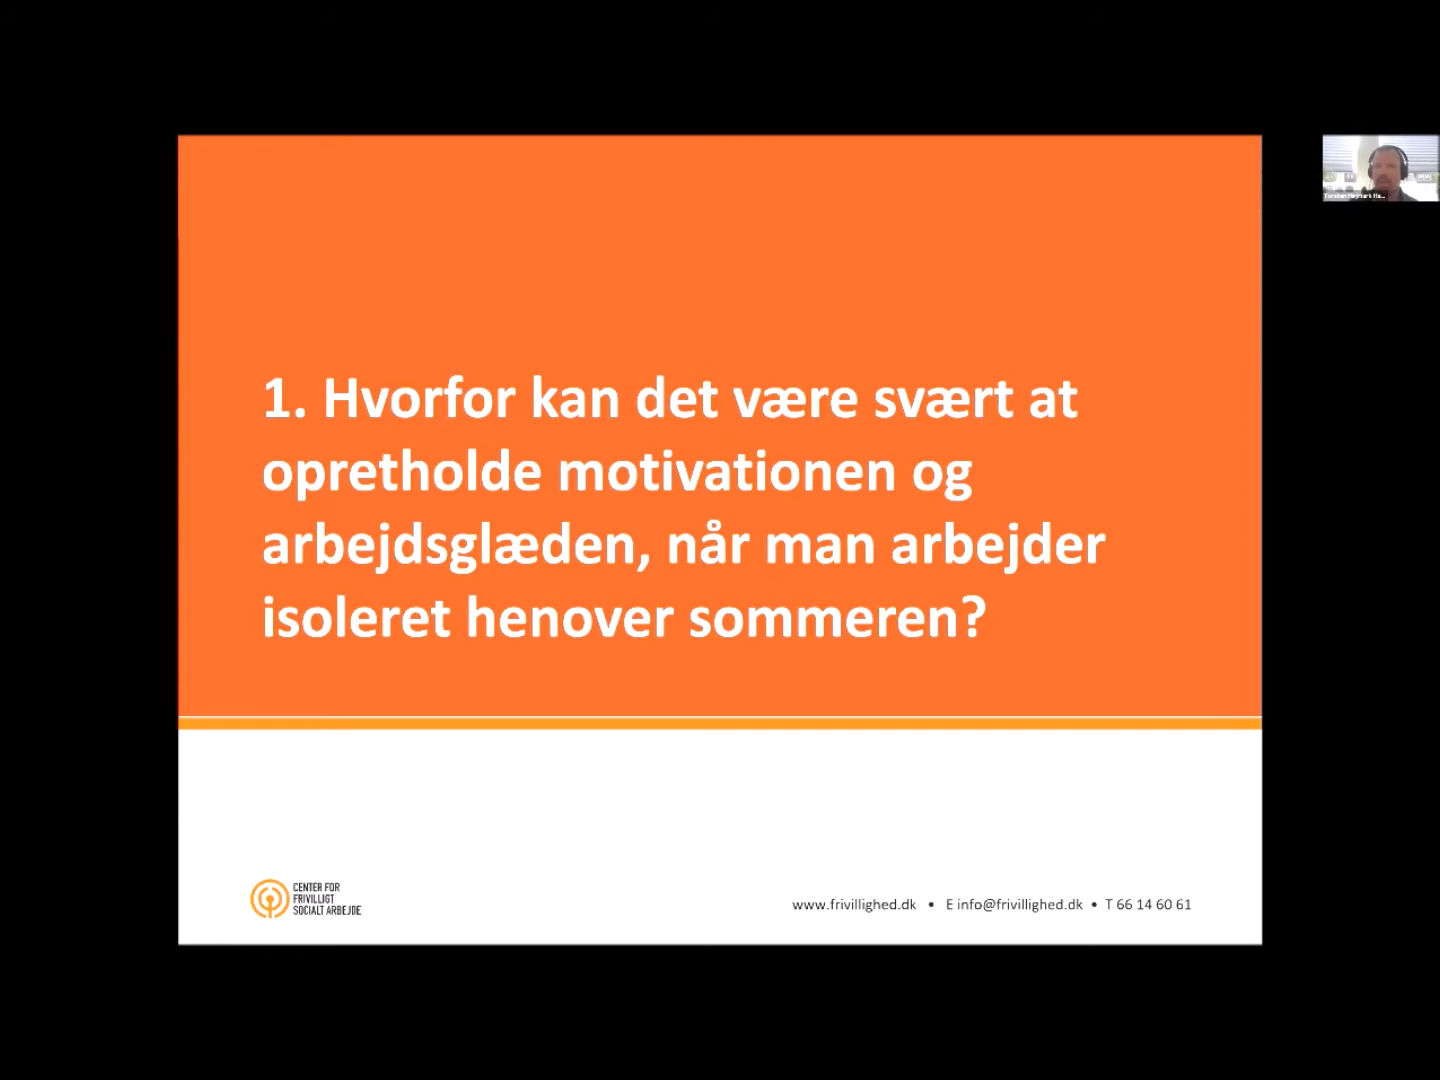 1. Hvorfor kan det være svært at
opretholde motivationen og
arbejdsglæden, når man arbejder
isoleret henover sommeren?
CENTER FOR
FRIVILLIGT
SOCIALT ARBEJDE
www.frivillighed.dk • E info@frivillighed.dk • T 66 14 60 61